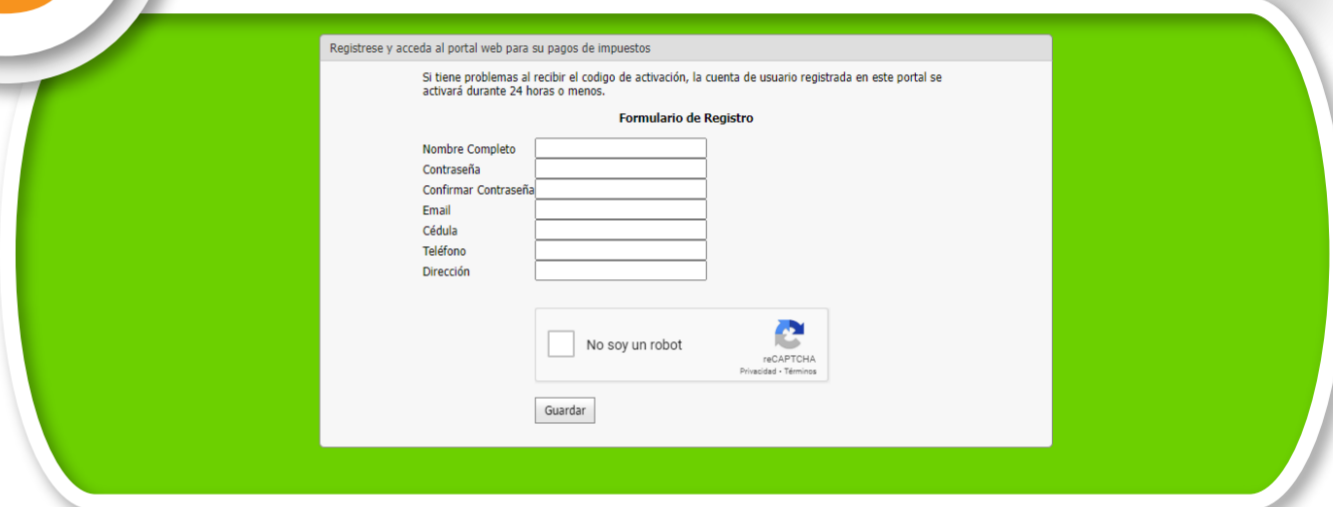 Registrese y acceda al portal web para su pagos de impuestos
Si tiene problemas al recibir el codigo de activación, la cuenta de usuario registrada en este portal se
activará durante 24 horas o menos.
Formulario de Registro
Nombre Completo
Contraseña
Confirmar Contraseña
Email
Cédula
Teléfono
Dirección
No soy un robot
reCAPTCHA
Privacidad - Términos
Guardar